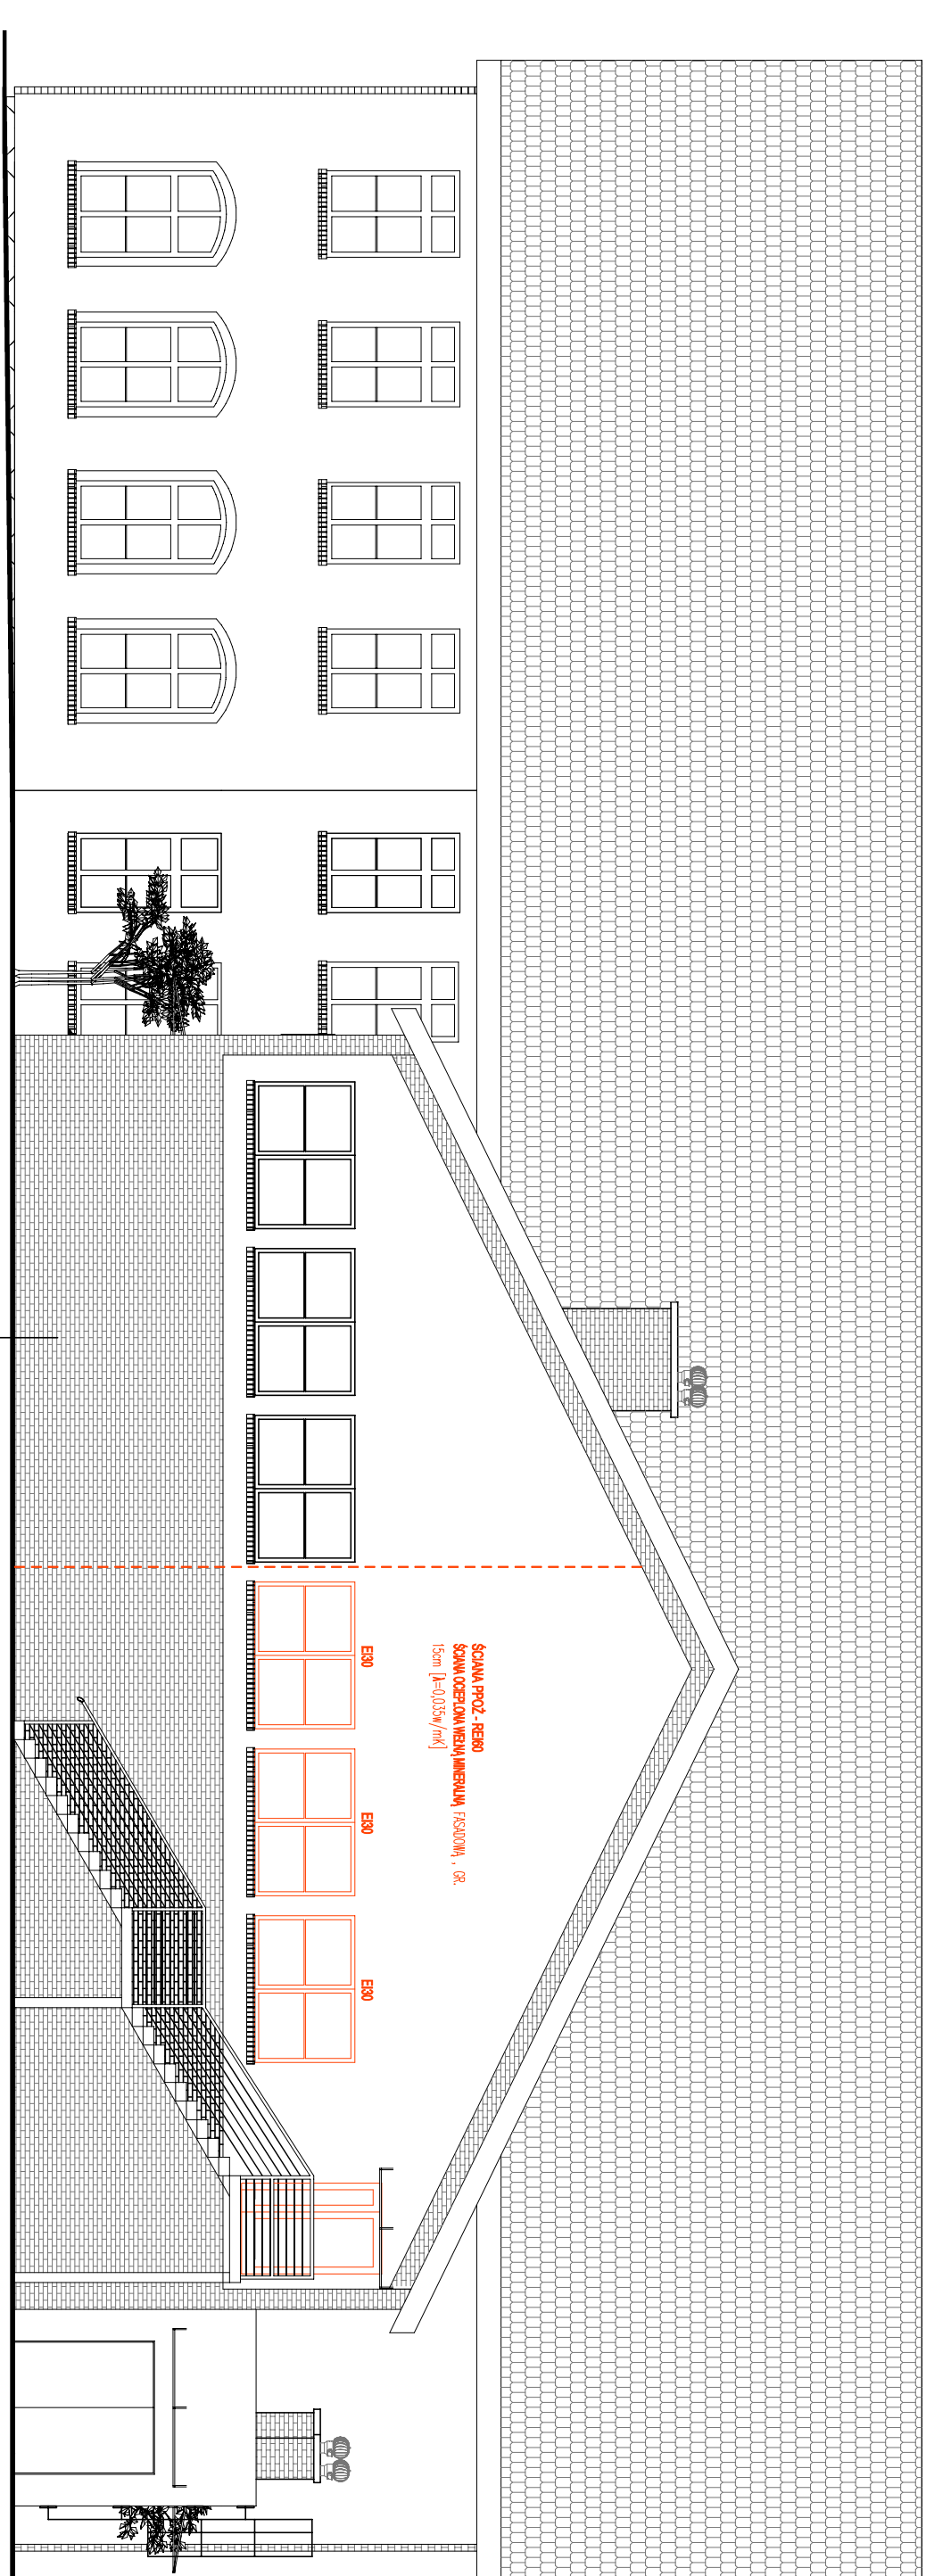 ŚCIANA PPOŻ - REI60
ŚCIANA OCIEPLONA WEŁNĄ MINERALNĄ FASADOWĄ , GR.
15cm [λ=0,035w/mK]
EI30
EI30
EI30